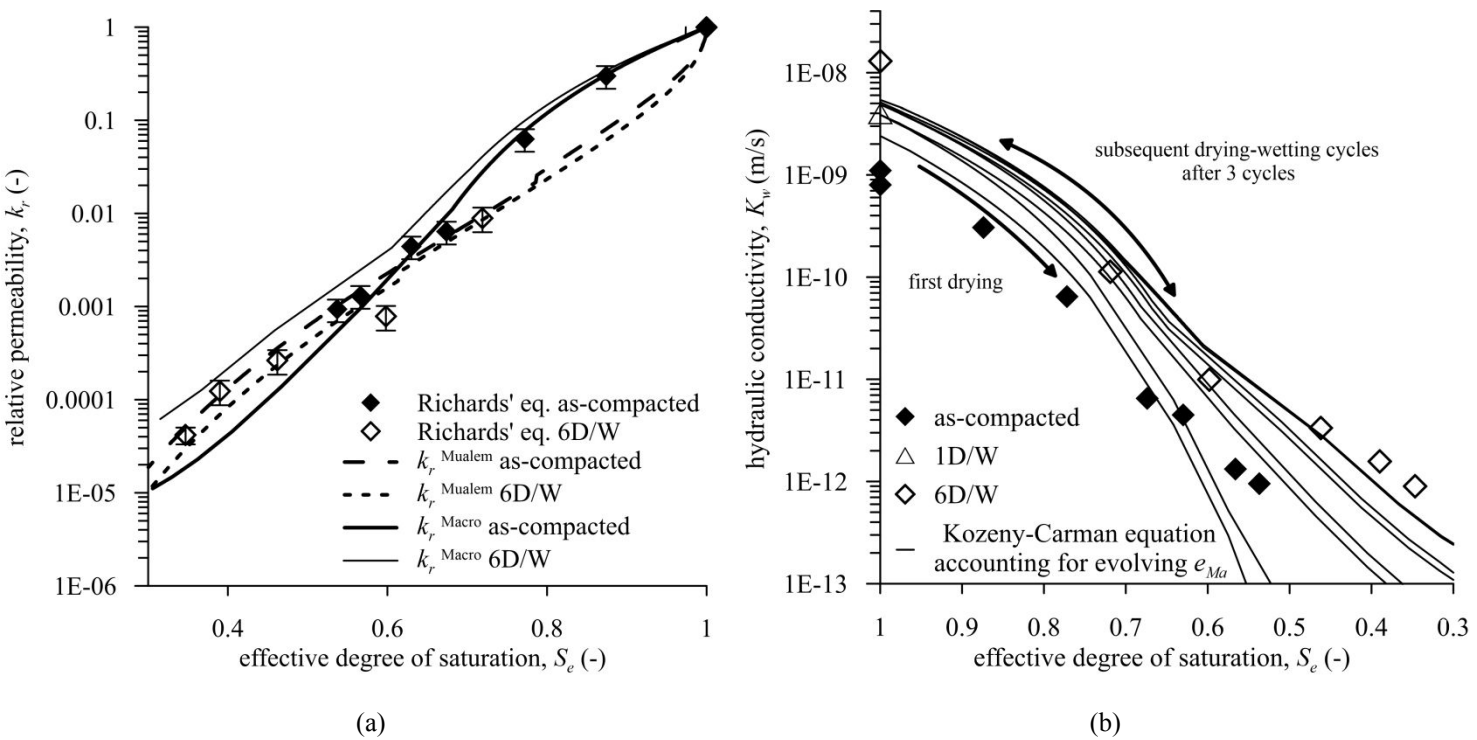 1
0.1
0.01
0.001
0.0001
1E-05
1E-06
relative permeability, k_r (-)
Richards' eq. as-compacted
Richards' eq. 6D/W
k_r Mualem as-compacted
k_r Mualem 6D/W
k_r Macro as-compacted
k_r Macro 6D/W
0.4 0.6 0.8 1
effective degree of saturation, S_e (-)
(a)
1E-08
1E-09
1E-10
1E-11
1E-12
1E-13
hydraulic conductivity, K_w (m/s)
subsequent drying-wetting cycles
after 3 cycles
first drying
as-compacted
1D/W
6D/W
Kozeny-Carman equation
accounting for evolving e_Ma
1 0.9 0.8 0.7 0.6 0.5 0.4 0.3
effective degree of saturation, S_e (-)
(b)